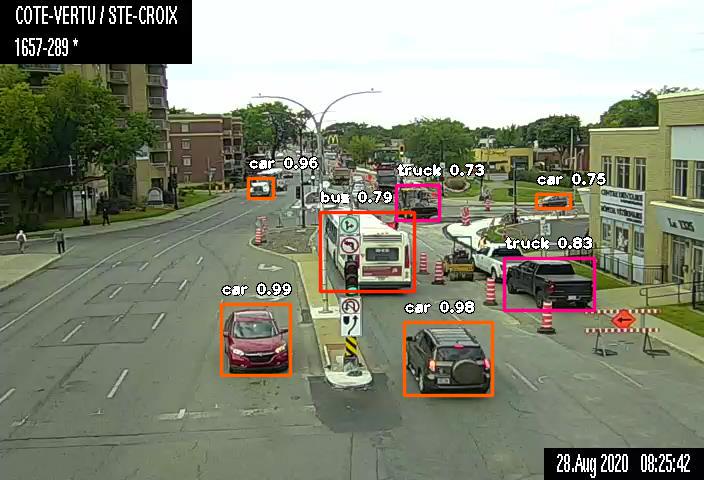 COTE-VERTU / STE-CROIX
1657-289 *
car 0.96
truck 0.73
car 0.75
bus 0.79
truck 0.83
car 0.99
car 0.98
28.Aug 2020 08:25:42